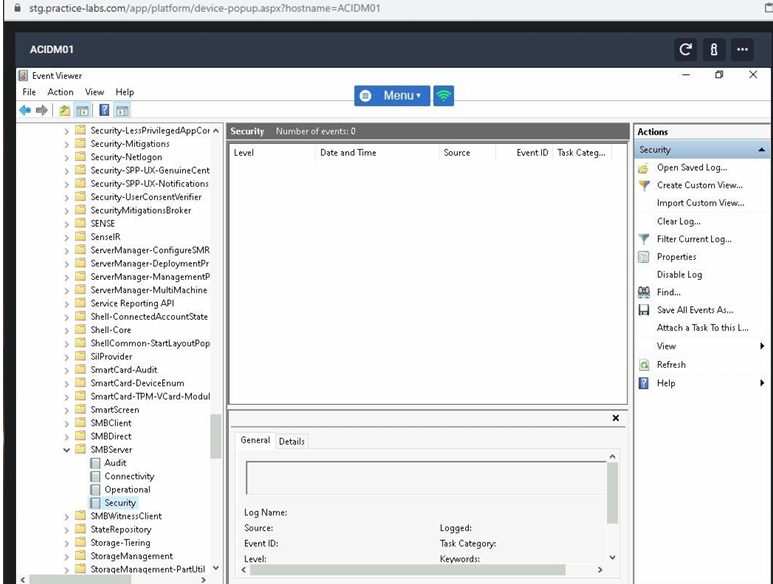 stg.practice-labs.com/app/platform/device-popup.aspx?hostname=ACIDM01
ACIDM01
Event Viewer
File Action View Help
Menu
Security-LessPrivilegedAppCor
Security-Mitigations
Security-Netlogon
Security-SPP-UX-GenuineCent
Security-SPP-UX-Notifications
Security-UserConsentVerifier
SecurityMitigationsBroker
SENSE
SenseIR
ServerManager-ConfigureSMR
ServerManager-DeploymentPr
ServerManager-ManagementP
ServerManager-MultiMachine
Service Reporting API
Shell-ConnectedAccountState
Shell-Core
ShellCommon-StartLayoutPop
SilProvider
SmartCard-Audit
SmartCard-DeviceEnum
SmartCard-TPM-VCard-Modul
SmartScreen
SMBClient
SMBDirect
SMBServer
Audit
Connectivity
Operational
Security
SMBWitnessClient
StateRepository
Storage-Tiering
StorageManagement
StorageManagement-PartUtil
Security Number of events: 0
Level Date and Time Source Event ID Task Categ...
General Details
Log Name:
Source: Logged:
Event ID: Task Category:
Level: Keywords:
Actions
Security
Open Saved Log...
Create Custom View...
Import Custom View...
Clear Log...
Filter Current Log...
Properties
Disable Log
Find...
Save All Events As...
Attach a Task To this L...
View
Refresh
Help